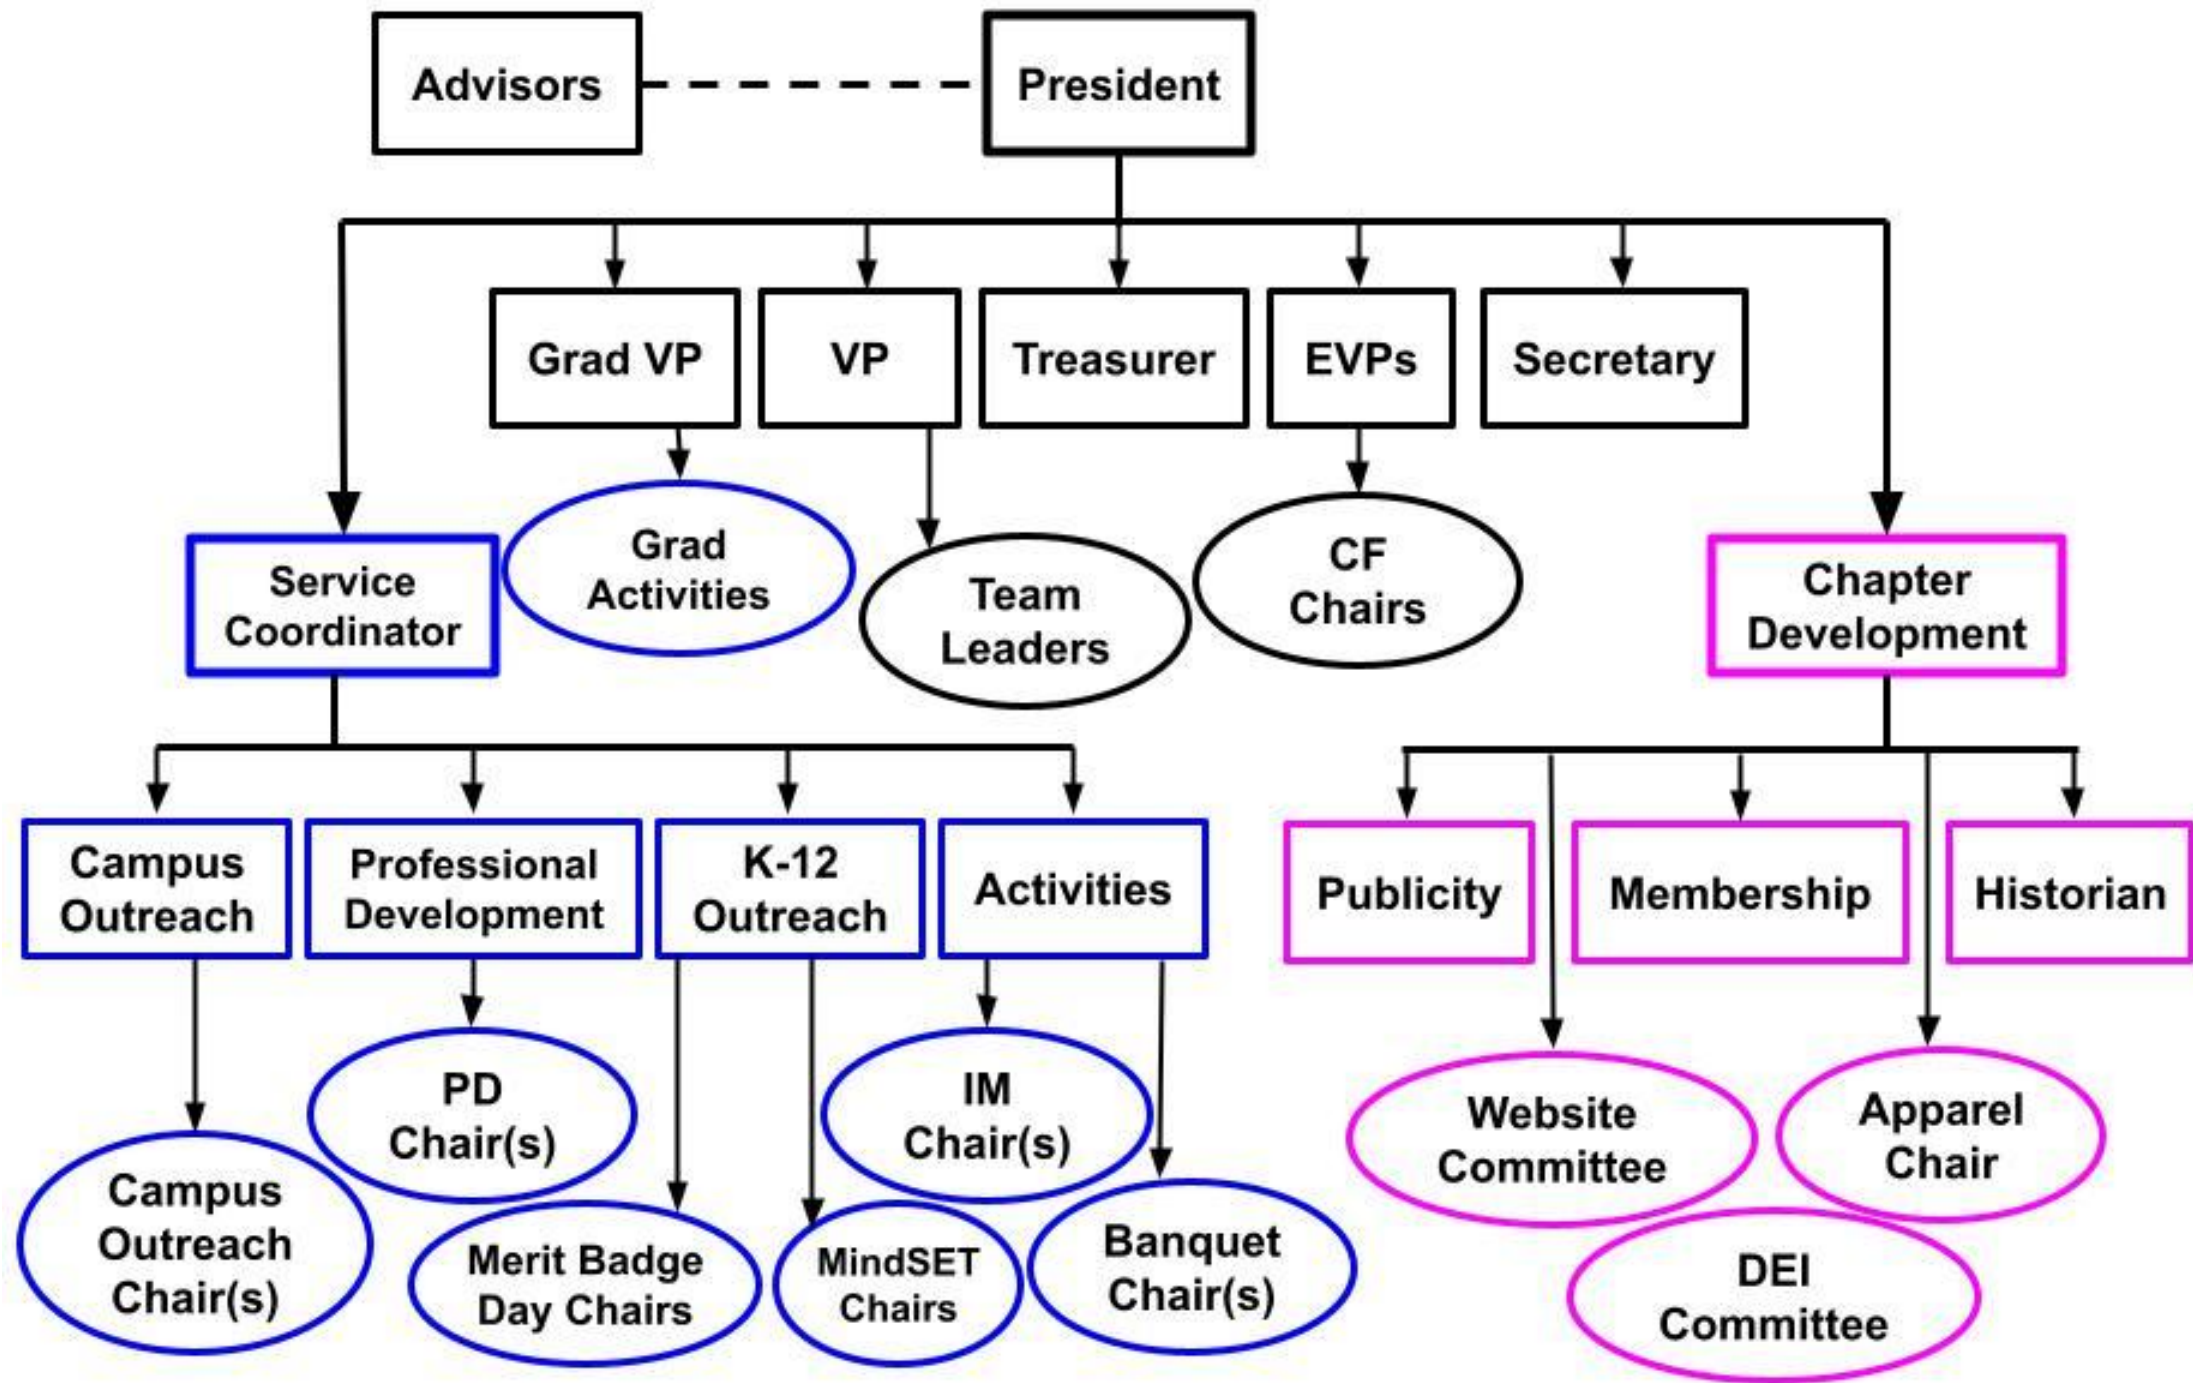 Advisors
President
Grad VP
VP
Treasurer
EVPs
Secretary
Service
Coordinator
Grad
Activities
Team
Leaders
CF
Chairs
Chapter
Development
Campus
Outreach
Professional
Development
K-12
Outreach
Activities
Publicity
Membership
Historian
Campus
Outreach
Chair(s)
PD
Chair(s)
Merit Badge
Day Chairs
MindSET
Chairs
IM
Chair(s)
Banquet
Chair(s)
Website
Committee
Apparel
Chair
DEI
Committee